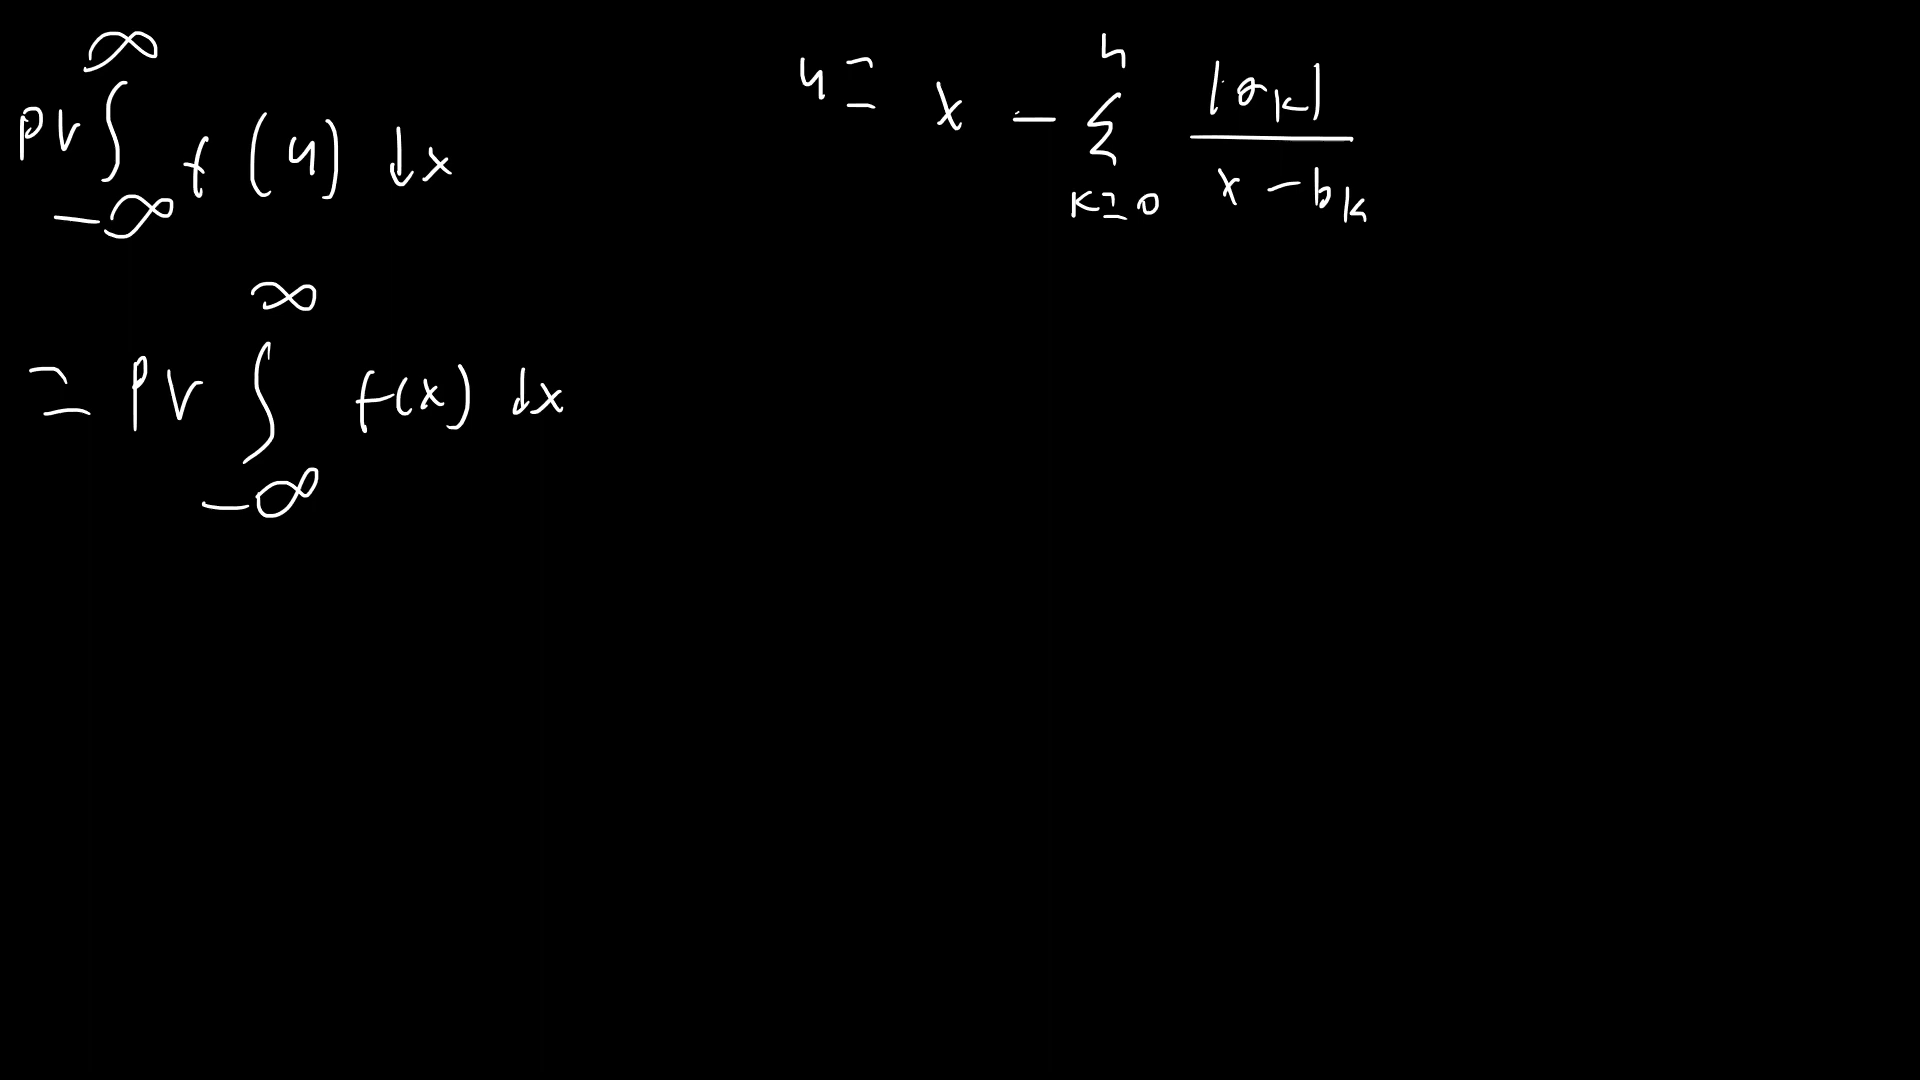 PV ∫_{-∞}^{∞} f(u) dx    u = x - Σ_{k=0}^{n} |a_k| / (x - b_k)
= PV ∫_{-∞}^{∞} f(x) dx